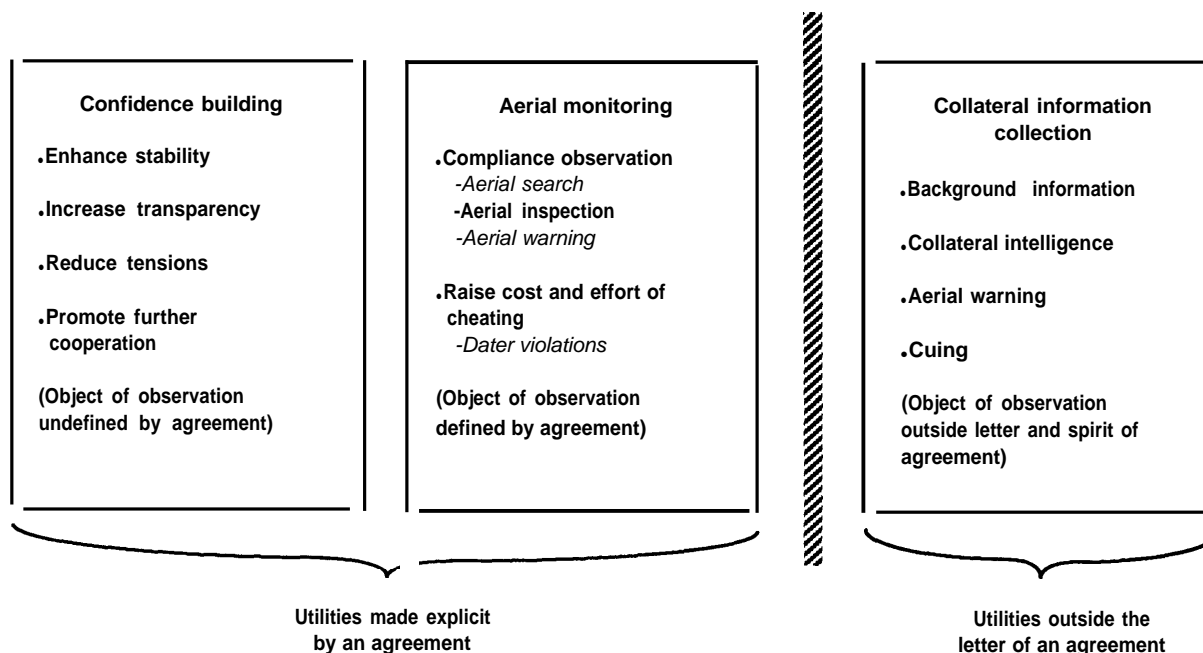 Confidence building
.Enhance stability
.Increase transparency
.Reduce tensions
.Promote further
cooperation
(Object of observation
undefined by agreement)
Aerial monitoring
.Compliance observation
-Aerial search
-Aerial inspection
-Aerial warning
.Raise cost and effort of
cheating
-Dater violations
(Object of observation
defined by agreement)
Collateral information
collection
.Background information
.Collateral intelligence
.Aerial warning
.Cuing
(Object of observation
outside letter and spirit of
agreement)
Utilities made explicit
by an agreement
Utilities outside the
letter of an agreement